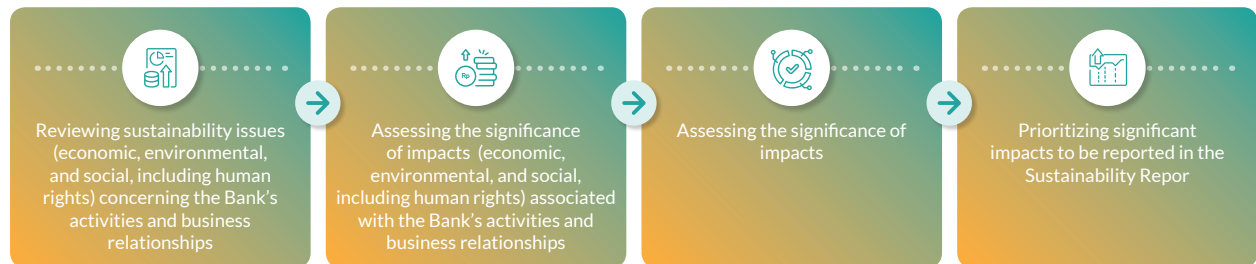 Rp
Reviewing sustainability issues
(economic, environmental,
and social, including human
rights) concerning the Bank's
activities and business
relationships
Assessing the significance
of impacts (economic,
environmental, and social,
including human rights) associated
with the Bank's activities and
business relationships
Assessing the significance of
impacts
Prioritizing significant
impacts to be reported in the
Sustainability Repor